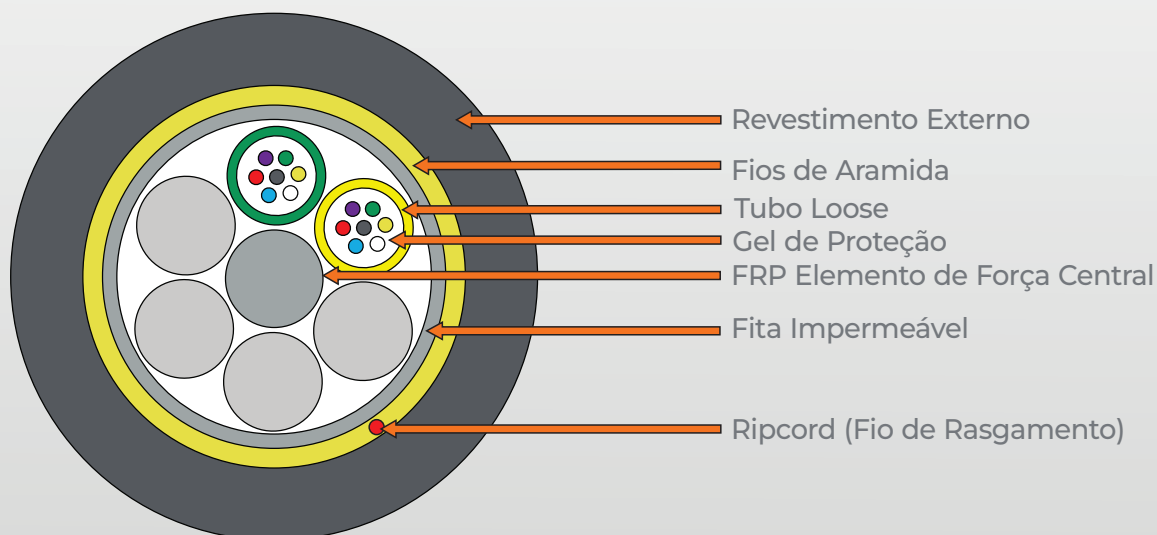 Revestimento Externo
Fios de Aramida
Tubo Loose
Gel de Proteção
FRP Elemento de Força Central
Fita Impermeável
Ripcord (Fio de Rasgamento)